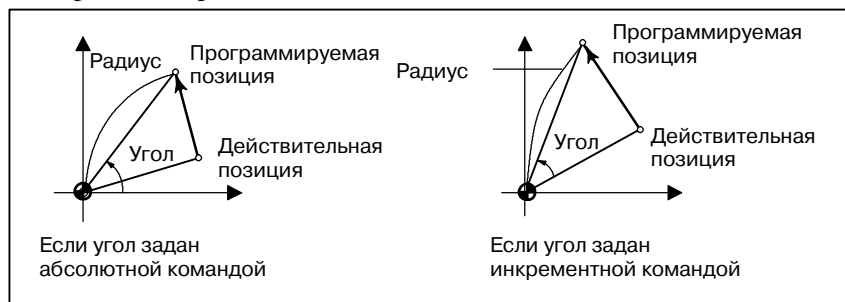 Радиус
Программируемая
позиция
Угол
Действительная
позиция
Если угол задан
абсолютной командой
Программируемая
позиция
Радиус
Угол
Действительная
позиция
Если угол задан
инкрементной командой